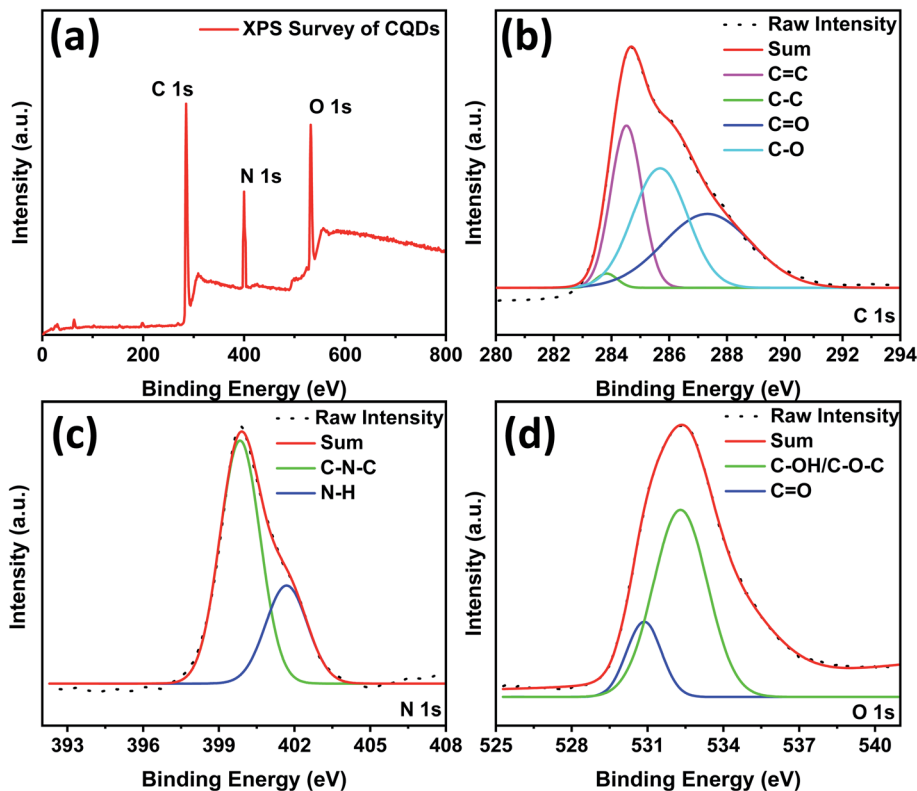 (a)
XPS Survey of CQDs
C 1s
O 1s
N 1s
Intensity (a.u.)
0 200 400 600 800
Binding Energy (eV)
(b)
Raw Intensity
Sum
C=C
C-C
C=O
C-O
Intensity (a.u.)
C 1s
280 282 284 286 288 290 292 294
Binding Energy (eV)
(c)
Raw Intensity
Sum
C-N-C
N-H
Intensity (a.u.)
N 1s
393 396 399 402 405 408
Binding Energy (eV)
(d)
Raw Intensity
Sum
C-OH/C-O-C
C=O
Intensity (a.u.)
O 1s
525 528 531 534 537 540
Binding Energy (eV)